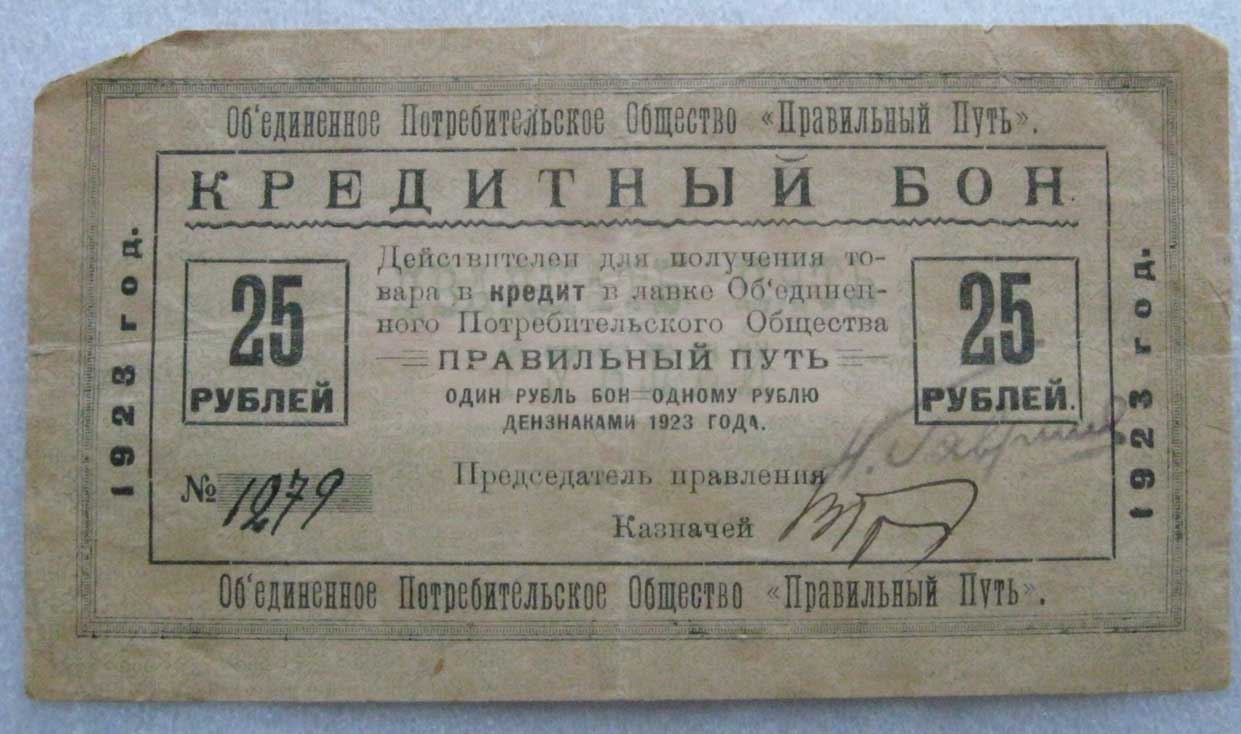 Об‘единенное Потребительское Общество «Правильный Путь».
КРЕДИТНЫЙ БОН.
1923 год.
25
РУБЛЕЙ
Действителен для получения то-
вара в кредит в лавке Об‘единен-
ного Потребительского Общества
ПРАВИЛЬНЫЙ ПУТЬ
ОДИН РУБЛЬ БОН=ОДНОМУ РУБЛЮ
ДЕНЗНАКАМИ 1923 ГОДА.
25
РУБЛЕЙ.
1923 год.
№ 1279
Председатель правления
Казначей
Об‘единенное Потребительское Общество «Правильный Путь».